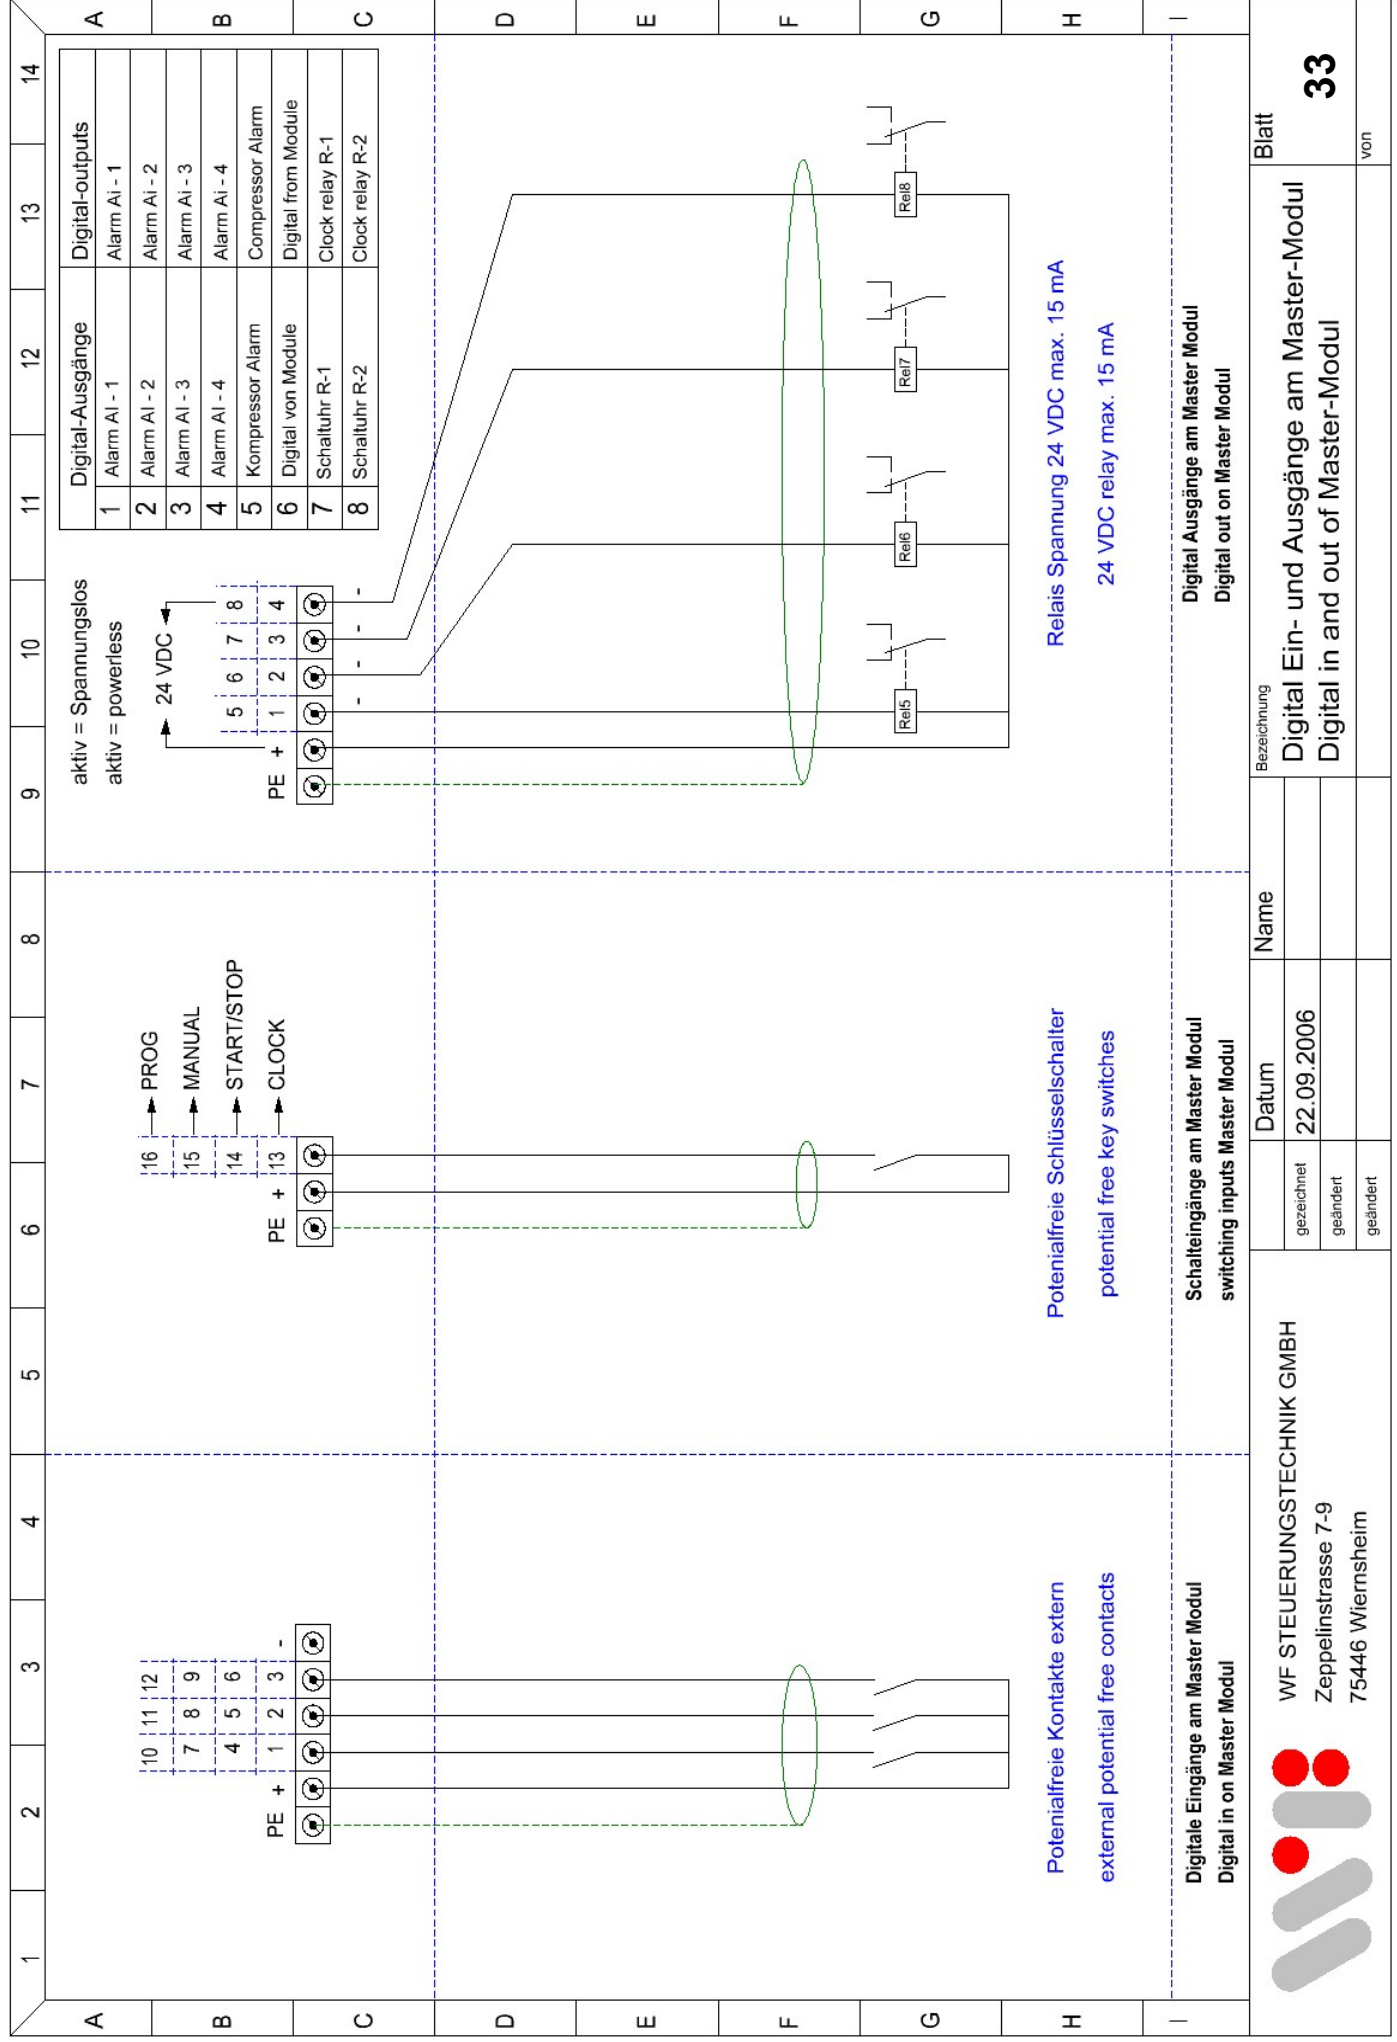 1 2 3 4 5 6 7 8 9 10 11 12 13 14
A A
B B
C C
D D
E E
F F
G G
H H
I I
10 11 12
7 8 9
4 5 6
PE + 1 2 3 -
Potenialfreie Kontakte extern
external potential free contacts
Digitale Eingänge am Master Modul
Digital in on Master Modul
16 PROG
15 MANUAL
14 START/STOP
PE + 13 CLOCK
Potenialfreie Schlüsselschalter
potential free key switches
Schalteingänge am Master Modul
switching inputs Master Modul
aktiv = Spannungslos
aktiv = powerless
24 VDC
5 6 7 8
PE + 1 2 3 4
- - - -
Digital-Ausgänge Digital-outputs
1 Alarm AI - 1 Alarm Ai - 1
2 Alarm AI - 2 Alarm Ai - 2
3 Alarm AI - 3 Alarm Ai - 3
4 Alarm AI - 4 Alarm Ai - 4
5 Kompressor Alarm Compressor Alarm
6 Digital von Module Digital from Module
7 Schaltuhr R-1 Clock relay R-1
8 Schaltuhr R-2 Clock relay R-2
Rel5 Rel6 Rel7 Rel8
Relais Spannung 24 VDC max. 15 mA
24 VDC relay max. 15 mA
Digital Ausgänge am Master Modul
Digital out on Master Modul
WF STEUERUNGSTECHNIK GMBH
Zeppelinstrasse 7-9
75446 Wiernsheim
Datum Name
gezeichnet 22.09.2006
geändert
geändert
Bezeichnung
Digital Ein- und Ausgänge am Master-Modul
Digital in and out of Master-Modul
Blatt
33
von